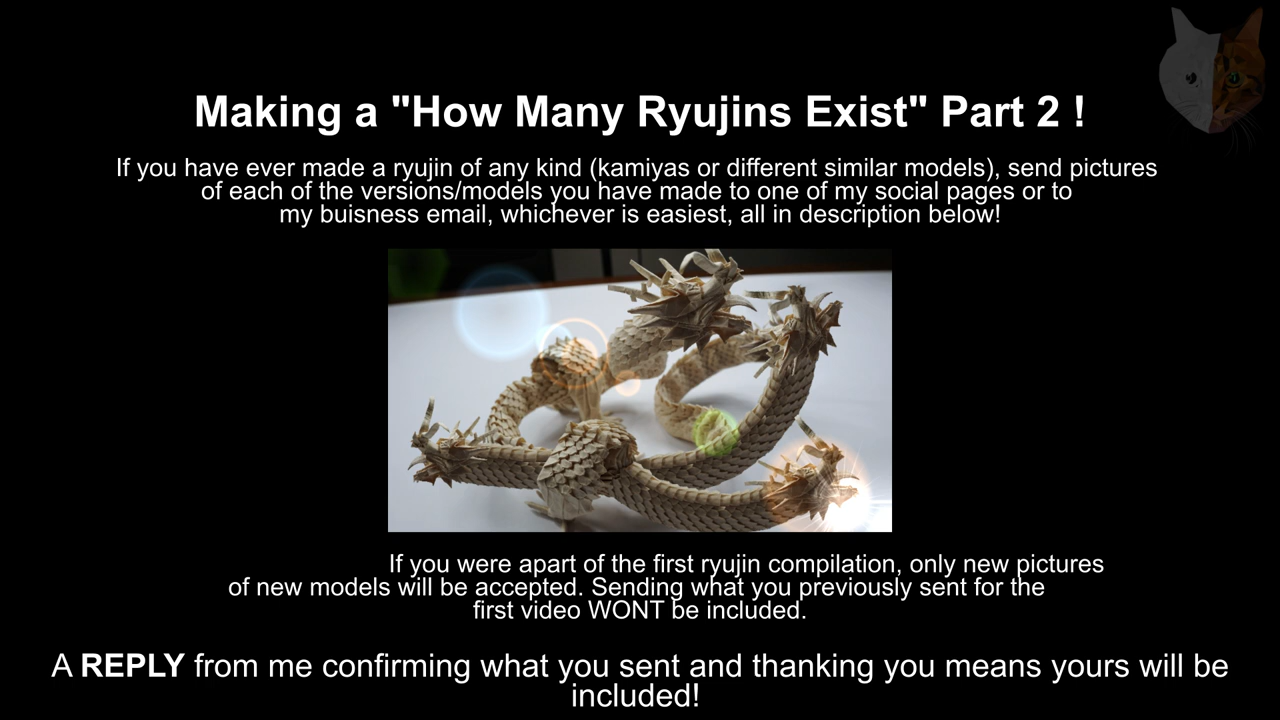 Making a "How Many Ryujins Exist" Part 2 !
If you have ever made a ryujin of any kind (kamiyas or different similar models), send pictures
of each of the versions/models you have made to one of my social pages or to
my buisness email, whichever is easiest, all in description below!
If you were apart of the first ryujin compilation, only new pictures
of new models will be accepted. Sending what you previously sent for the
first video WONT be included.
A REPLY from me confirming what you sent and thanking you means yours will be
included!